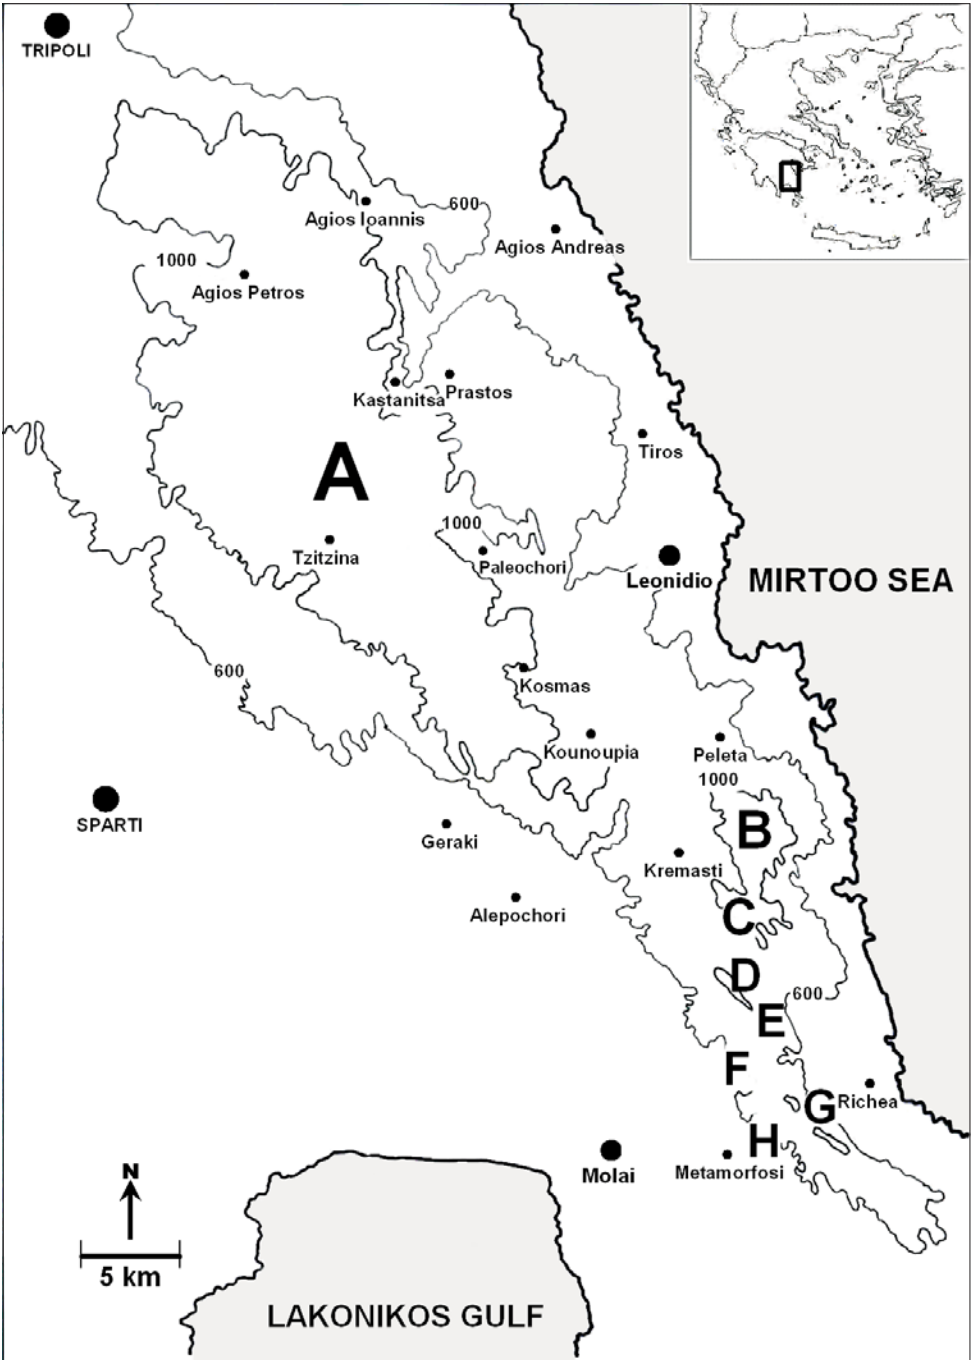 TRIPOLI
Agios Ioannis
600
Agios Andreas
1000
Agios Petros
Kastanitsa
Prastos
Tiros
A
1000
Tzitzina
Paleochori
Leonidio
MIRTOO SEA
600
Kosmas
Kounoupia
Peleta
1000
SPARTI
B
Geraki
Kremasti
Alepochori
C
D
600
E
F
G
Richea
H
Molai
Metamorfosi
N
5 km
LAKONIKOS GULF